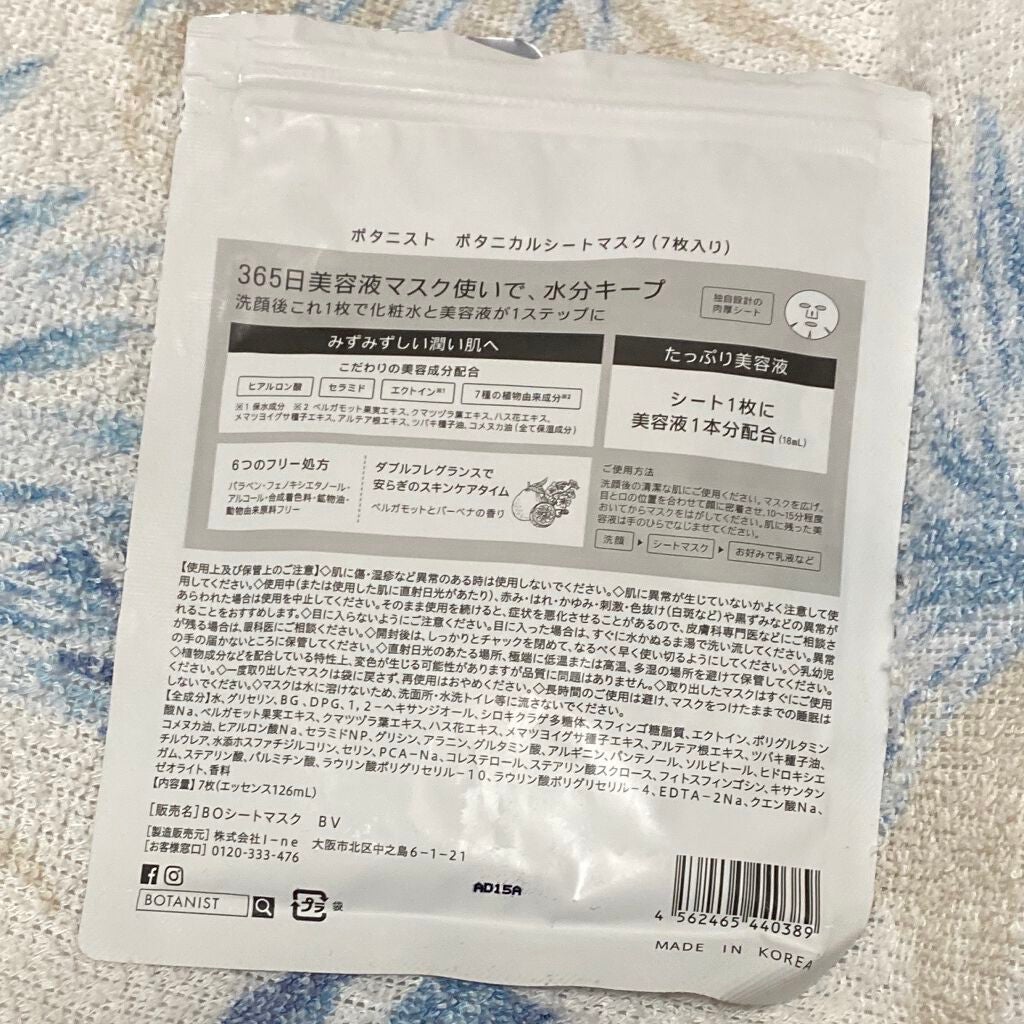 ボタニスト ボタニカルシートマスク(7枚入り)
365日美容液マスク使いで、水分キープ
洗顔後これ1枚で化粧水と美容液が1ステップに
独自設計の
肉厚シート
みずみずしい潤い肌へ
こだわりの美容成分配合
ヒアルロン酸 セラミド エクトイン※1 7種の植物由来成分※2
※1 保水成分 ※2 ベルガモット果実エキス、クマツヅラ葉エキス、ハス花エキス、
メマツヨイグサ種子エキス、アルテア根エキス、ツバキ種子油、コメヌカ油(全て保湿成分)
たっぷり美容液
シート1枚に
美容液1本分配合(18mL)
6つのフリー処方
パラベン・フェノキシエタノール・
アルコール・合成着色料・鉱物油・
動物由来原料フリー
ダブルフレグランスで
安らぎのスキンケアタイム
ベルガモットとバーベナの香り
ご使用方法
洗顔後の清潔な肌にご使用ください。マスクを広げ、
目と口の位置を合わせて顔に密着させ、10〜15分程度
おいてからマスクをはがしてください。肌に残った美
容液は手のひらでなじませてください。
洗顔 ▶ シートマスク ▶ お好みで乳液など
【使用上及び保管上のご注意】◇肌に傷・湿疹など異常のある時は使用しないでください。◇肌に異常が生じていないかよく注意して使
用してください。◇使用中(または使用した肌に直射日光があたり)、赤み・はれ・かゆみ・刺激・色抜け(白斑など)や黒ずみなどの異常が
あらわれた場合は使用を中止してください。そのまま使用を続けると、症状を悪化させることがあるので、皮膚科専門医などにご相談さ
れることをおすすめします。◇目に入らないようにご注意ください。目に入った場合は、すぐに水かぬるま湯で洗い流してください。異常
が残る場合は、眼科医にご相談ください。◇開封後は、しっかりとチャックを閉めて、なるべく早く使い切るようにしてください。◇乳幼児
の手の届かないところに保管してください。◇直射日光のあたる場所、極端に低温または高温、多湿の場所を避けて保管してください。
◇植物成分などを配合している特性上、変色が生じる可能性がありますが品質に問題はありません。◇取り出したマスクはすぐにご使用
ください。◇一度取り出したマスクは袋に戻さず、再使用はおやめください。◇長時間のご使用は避け、マスクをつけたままでの睡眠は
しないでください。◇マスクは水に溶けないため、洗面所・水洗トイレ等に流さないでください。
【全成分】水、グリセリン、BG、DPG、1,2-ヘキサンジオール、シロキクラゲ多糖体、スフィンゴ糖脂質、エクトイン、ポリグルタミン
酸Na、ベルガモット果実エキス、クマツヅラ葉エキス、ハス花エキス、メマツヨイグサ種子エキス、アルテア根エキス、ツバキ種子油、
コメヌカ油、ヒアルロン酸Na、セラミドNP、グリシン、アラニン、グルタミン酸、アルギニン、パンテノール、ソルビトール、ヒドロキシエ
チルウレア、水添ホスファチジルコリン、セリン、PCA-Na、コレステロール、ステアリン酸スクロース、フィトスフィンゴシン、キサンタン
ガム、ステアリン酸、パルミチン酸、ラウリン酸ポリグリセリル-10、ラウリン酸ポリグリセリル-4、EDTA-2Na、クエン酸Na、
ゼオライト、香料
【内容量】7枚(エッセンス126mL)
[販売名]BOシートマスク BV
[製造販売元] 株式会社I-ne 大阪市北区中之島6-1-21
[お客様窓口] 0120-333-476
BOTANIST
プラ 袋
AD15A
4 562465 440389
MADE IN KOREA